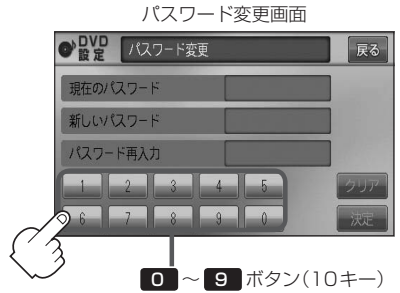 パスワード変更画面
DVD設定 パスワード変更 戻る
現在のパスワード
新しいパスワード
パスワード再入力
1 2 3 4 5 クリア
6 7 8 9 0 決定
0 ～ 9 ボタン(10キー)